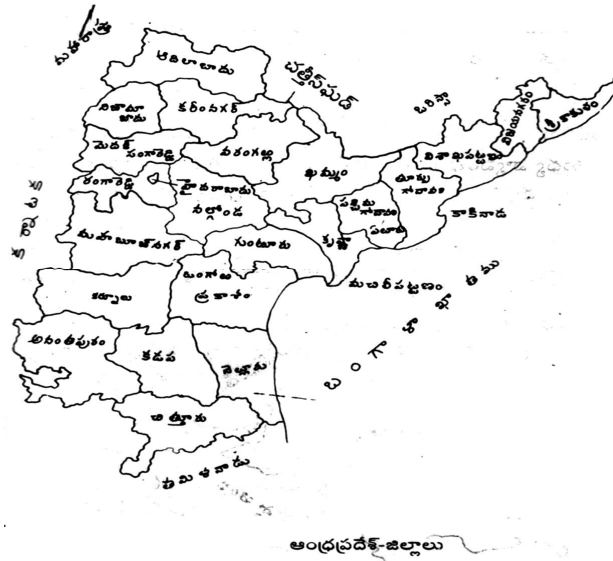 మహారాష్ట్ర
ఆదిలాబాదు
ఛత్తీస్‌ఘడ్
ఒరిస్సా
నిజామా
బాదు
కరీంనగర్
విజయనగరం
శ్రీకాకుళం
మెదక్
సంగారెడ్డి
వరంగల్లు
ఖమ్మం
విశాఖపట్టణం
రంగారెడ్డి
హైదరాబాదు
తూర్పు
గోదావరి
పశ్చిమ
గోదావరి
ఏలూరు
కాకినాడ
నల్గొండ
కర్ణాటక
మహబూబ్‌నగర్
గుంటూరు
కృష్ణా
మచిలీపట్టణం
ఒంగోలు
ప్రకాశం
కర్నూలు
బంగాళాఖాతము
అనంతపురం
కడప
నెల్లూరు
చిత్తూరు
తమిళనాడు
ఆంధ్రప్రదేశ్-జిల్లాలు